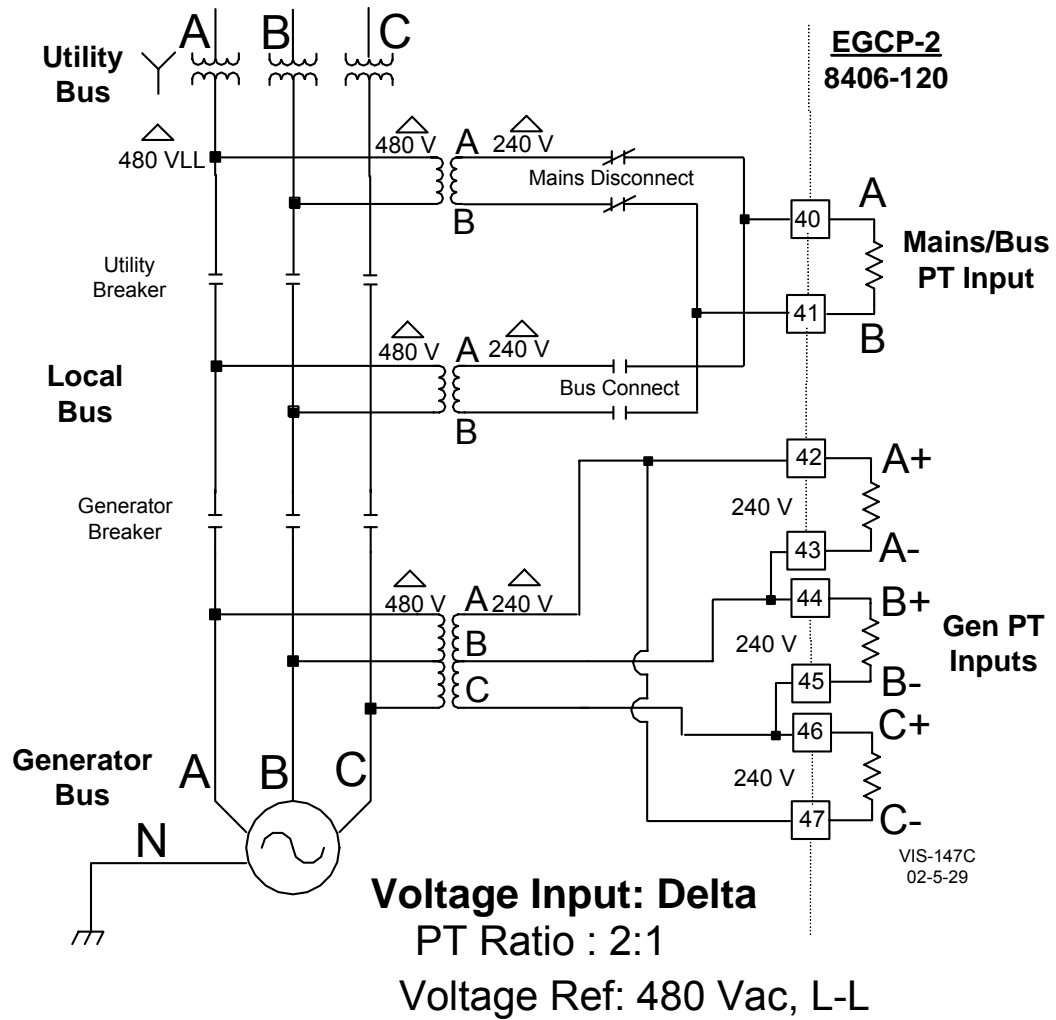 A B C
Utility
Bus
480 VLL
480 V
A
240 V
Mains Disconnect
B
EGCP-2
8406-120
40
A
Mains/Bus
PT Input
41
B
Utility
Breaker
480 V
A
240 V
Bus Connect
B
Local
Bus
42
A+
240 V
43
A-
Generator
Breaker
480 V
A
240 V
B
C
44
B+
240 V
Gen PT
Inputs
45
B-
46
C+
240 V
47
C-
Generator
Bus
A B C
N
VIS-147C
02-5-29
Voltage Input: Delta
PT Ratio : 2:1
Voltage Ref: 480 Vac, L-L